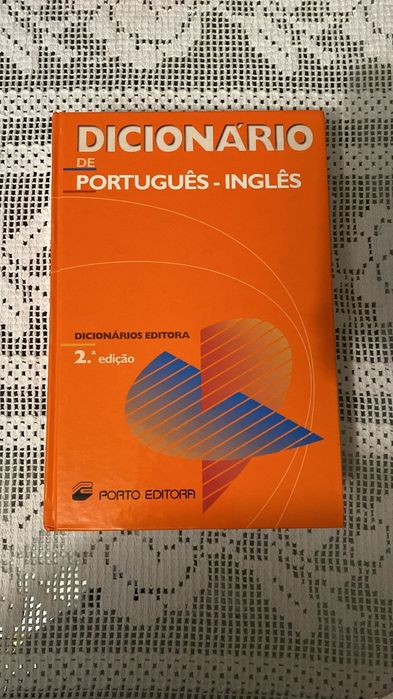 DICIONÁRIO
DE
PORTUGUÊS - INGLÊS
DICIONÁRIOS EDITORA
2.ª edição
PORTO EDITORA